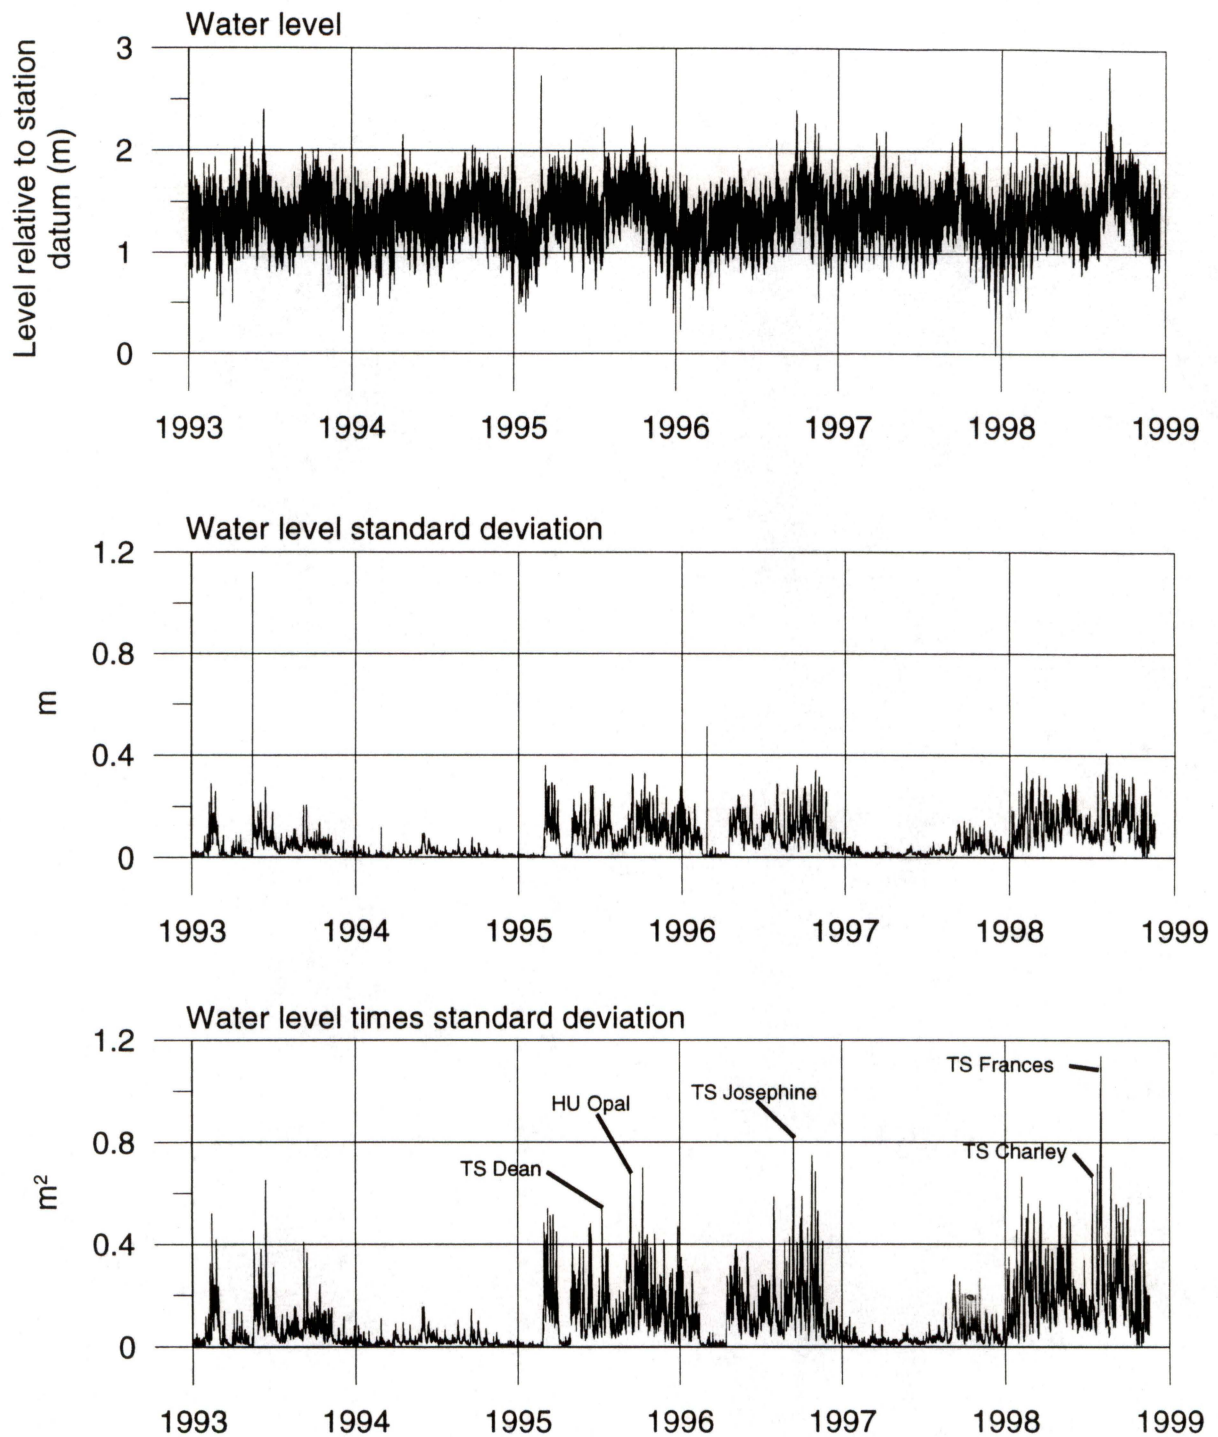 Water level
Level relative to station
datum (m)
3
2
1
0
1993 1994 1995 1996 1997 1998 1999
Water level standard deviation
m
1.2
0.8
0.4
0
1993 1994 1995 1996 1997 1998 1999
Water level times standard deviation
m²
1.2
0.8
0.4
0
TS Frances
TS Josephine
HU Opal
TS Charley
TS Dean
1993 1994 1995 1996 1997 1998 1999